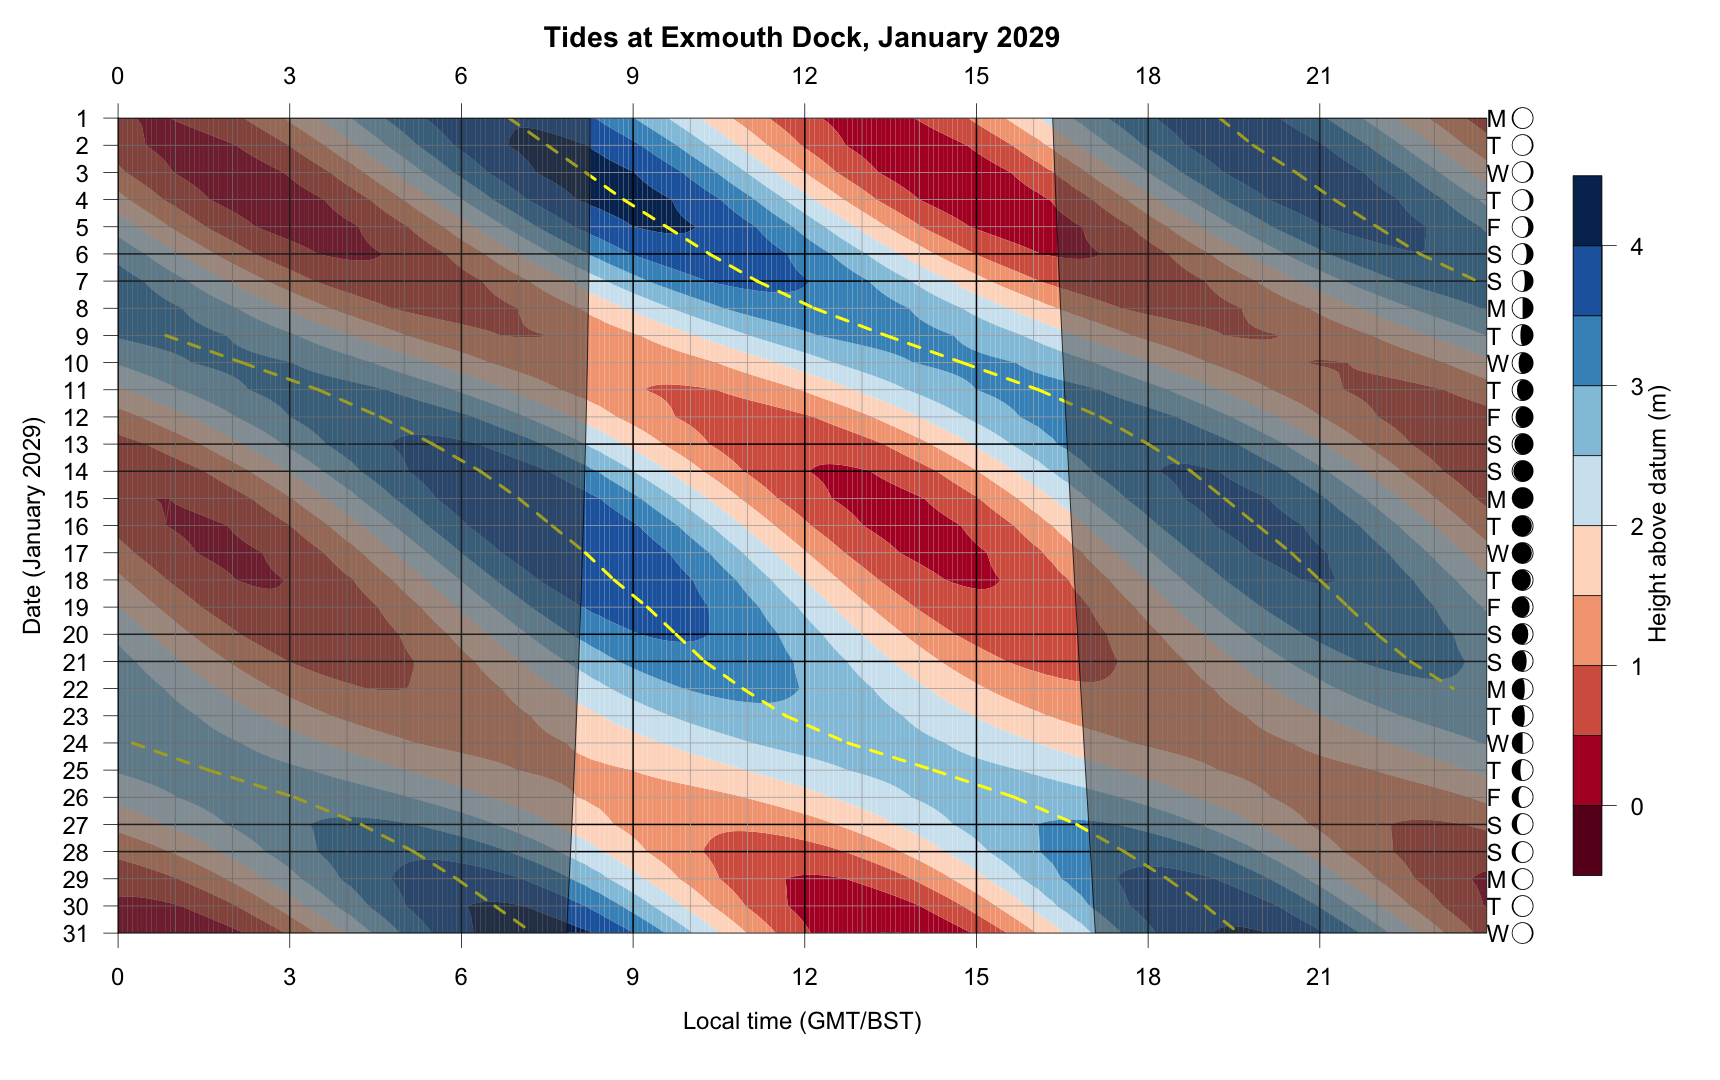 Tides at Exmouth Dock, January 2029
0 3 6 9 12 15 18 21
1 M
2 T
3 W
4 T
5 F
6 S
7 S
8 M
9 T
10 W
11 T
12 F
13 S
14 S
15 M
16 T
17 W
18 T
19 F
20 S
21 S
22 M
23 T
24 W
25 T
26 F
27 S
28 S
29 M
30 T
31 W
Date (January 2029)
0 3 6 9 12 15 18 21
Local time (GMT/BST)
4
3
2
1
0
Height above datum (m)